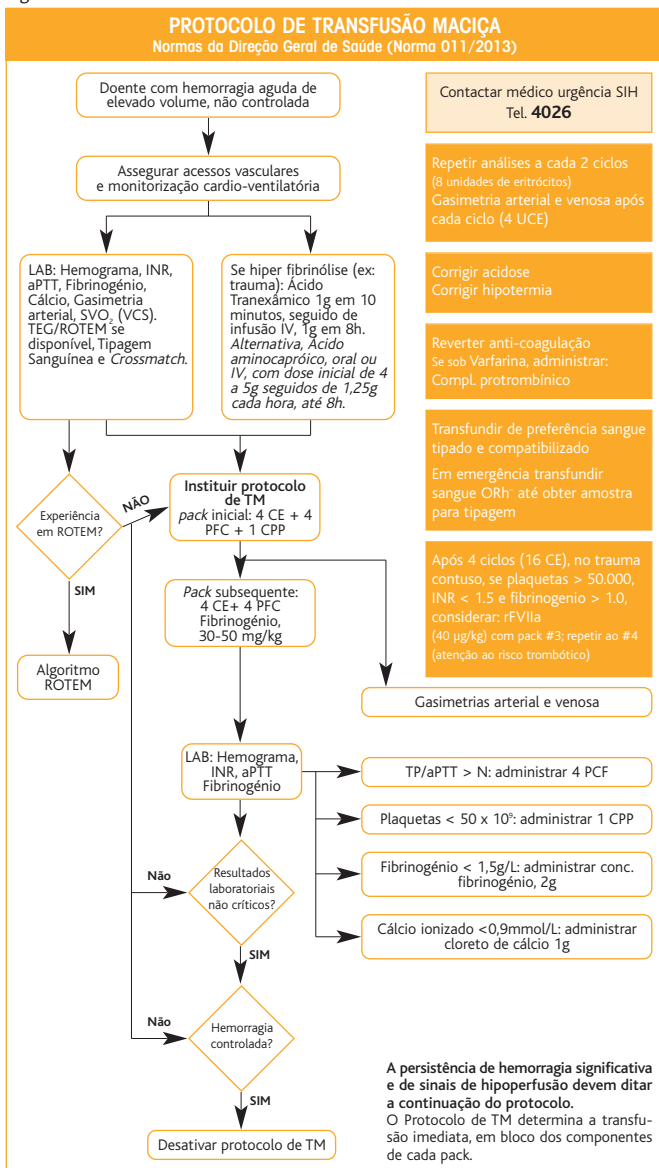 PROTOCOLO DE TRANSFUSÃO MACIÇA
Normas da Direção Geral de Saúde (Norma 011/2013)
Doente com hemorragia aguda de
elevado volume, não controlada
Assegurar acessos vasculares
e monitorização cardio-ventilatória
LAB: Hemograma, INR,
aPTT, Fibrinogénio,
Cálcio, Gasimetria
arterial, SVO₂ (VCS).
TEG/ROTEM se
disponível, Tipagem
Sanguínea e Crossmatch.
Se hiper fibrinólise (ex:
trauma): Ácido
Tranexâmico 1g em 10
minutos, seguido de
infusão IV, 1g em 8h.
Alternativa, Ácido
aminocapróico, oral ou
IV, com dose inicial de 4
a 5g seguidos de 1,25g
cada hora, até 8h.
Experiência
em ROTEM?
NÃO
SIM
Algoritmo
ROTEM
Instituir protocolo
de TM
pack inicial: 4 CE + 4
PFC + 1 CPP
Pack subsequente:
4 CE+ 4 PFC
Fibrinogénio,
30-50 mg/kg
Gasimetrias arterial e venosa
LAB: Hemograma,
INR, aPTT
Fibrinogénio
TP/aPTT > N: administrar 4 PCF
Plaquetas < 50 x 10⁹: administrar 1 CPP
Fibrinogénio < 1,5g/L: administrar conc.
fibrinogénio, 2g
Cálcio ionizado <0,9mmol/L: administrar
cloreto de cálcio 1g
Não
Resultados
laboratoriais
não críticos?
SIM
Não
Hemorragia
controlada?
SIM
Desativar protocolo de TM
Contactar médico urgência SIH
Tel. 4026
Repetir análises a cada 2 ciclos
(8 unidades de eritrócitos)
Gasimetria arterial e venosa após
cada ciclo (4 UCE)
Corrigir acidose
Corrigir hipotermia
Reverter anti-coagulação
Se sob Varfarina, administrar:
Compl. protrombínico
Transfundir de preferência sangue
tipado e compatibilizado
Em emergência transfundir
sangue ORh⁻ até obter amostra
para tipagem
Após 4 ciclos (16 CE), no trauma
contuso, se plaquetas > 50.000,
INR < 1.5 e fibrinogenio > 1.0,
considerar: rFVIIa
(40 µg/kg) com pack #3; repetir ao #4
(atenção ao risco trombótico)
A persistência de hemorragia significativa
e de sinais de hipoperfusão devem ditar
a continuação do protocolo.
O Protocolo de TM determina a transfu-
são imediata, em bloco dos componentes
de cada pack.